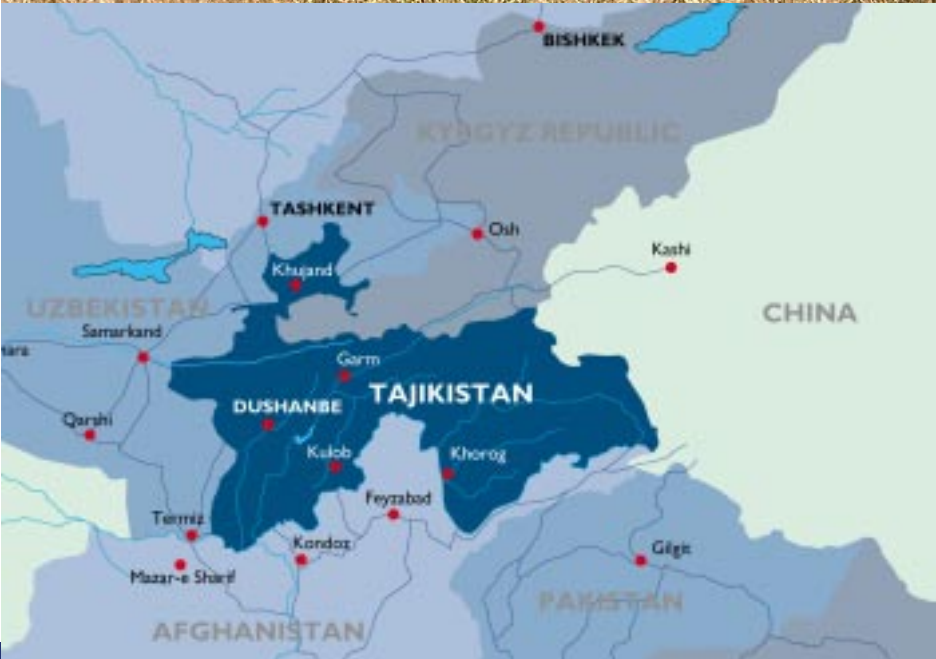 BISHKEK
KYRGYZ REPUBLIC
TASHKENT
Osh
Kashi
Khujand
UZBEKISTAN
CHINA
Samarkand
Garm
TAJIKISTAN
DUSHANBE
Qarshi
Kulob
Khorog
Feyzabad
Termiz
Kondoz
Gilgit
Mazar-e Sharif
PAKISTAN
AFGHANISTAN